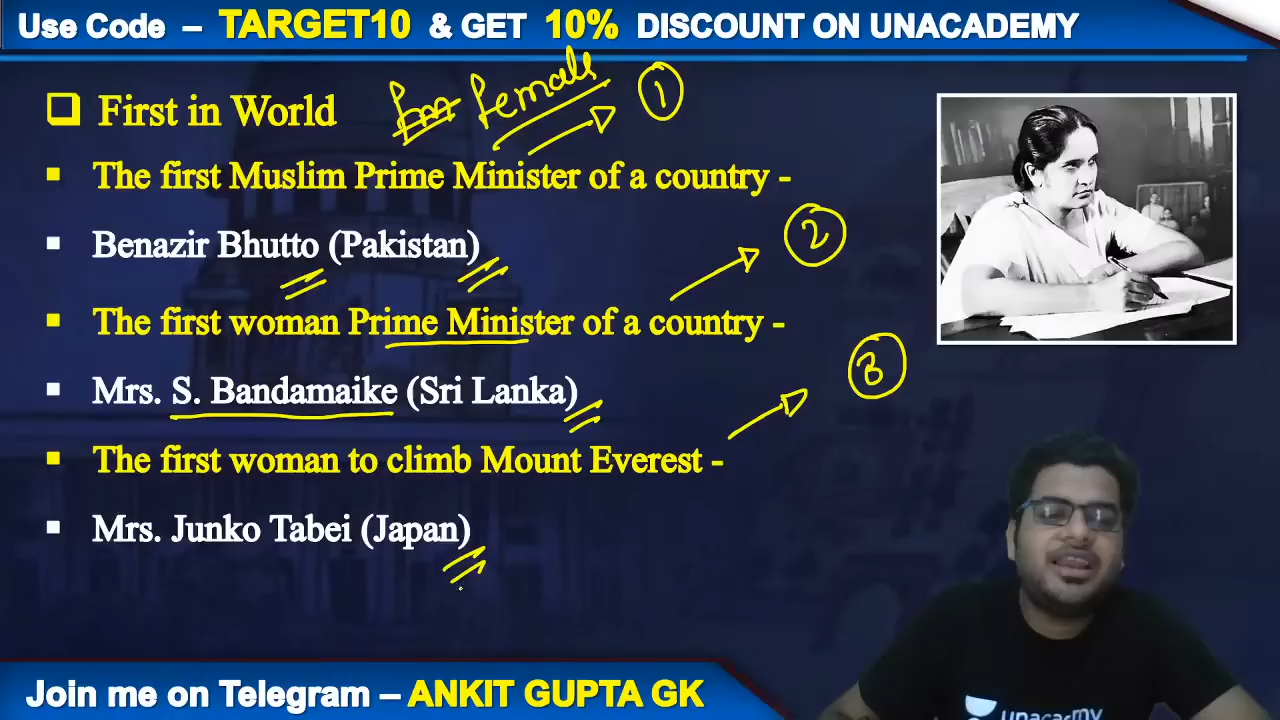 Use Code – TARGET10 & GET 10% DISCOUNT ON UNACADEMY
First in World
female 1
The first Muslim Prime Minister of a country -
Benazir Bhutto (Pakistan)
2
The first woman Prime Minister of a country -
Mrs. S. Bandamaike (Sri Lanka)
3
The first woman to climb Mount Everest -
Mrs. Junko Tabei (Japan)
Join me on Telegram – ANKIT GUPTA GK
unacademy